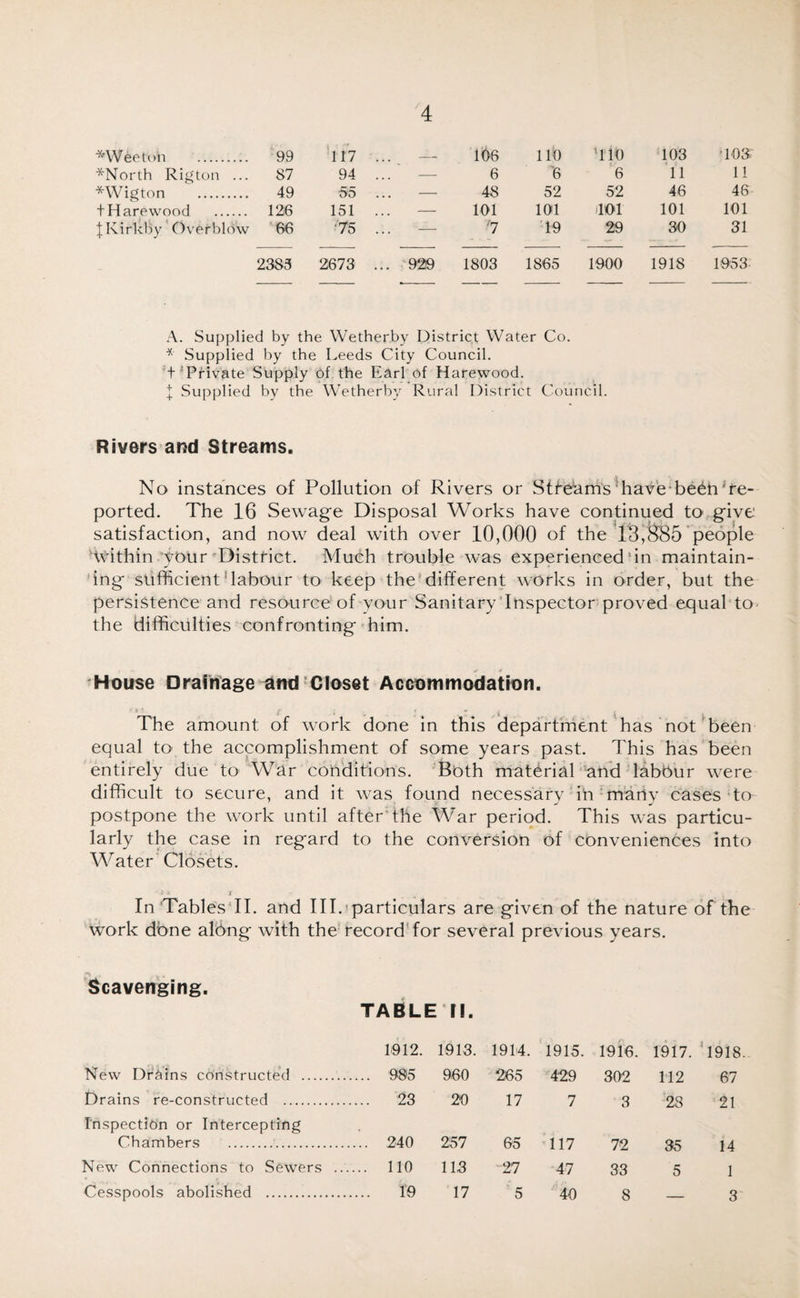 4
*Weeton ......... 99 117 ... — 106 110 110 103 103
*North Rigton ... 87 94 ... — 6 6 6 11 11
*Wigton ......... 49 55 ... — 48 52 52 46 46
†Harewood ...... 126 151 ... — 101 101 101 101 101
‡Kirkby Overblow 66 75 ... — 7 19 29 30 31
2383 2673 ... 929 1803 1865 1900 1918 1953
A. Supplied by the Wetherby District Water Co.
* Supplied by the Leeds City Council.
† Private Supply of the Earl of Harewood.
‡ Supplied by the Wetherby Rural District Council.
Rivers and Streams.
No instances of Pollution of Rivers or Streams have been re-
ported. The 16 Sewage Disposal Works have continued to give
satisfaction, and now deal with over 10,000 of the 13,885 people
within your District. Much trouble was experienced in maintain-
ing sufficient labour to keep the different works in order, but the
persistence and resource of your Sanitary Inspector proved equal to
the difficulties confronting him.
House Drainage and Closet Accommodation.
The amount of work done in this department has not been
equal to the accomplishment of some years past. This has been
entirely due to War conditions. Both material and labour were
difficult to secure, and it was found necessary in many cases to
postpone the work until after the War period. This was particu-
larly the case in regard to the conversion of conveniences into
Water Closets.
In Tables II. and III. particulars are given of the nature of the
work done along with the record for several previous years.
Scavenging.
TABLE II.
1912. 1913. 1914. 1915. 1916. 1917. 1918.
New Drains constructed ............ 985 960 265 429 302 112 67
Drains re-constructed ............... 23 20 17 7 3 28 21
Inspection or Intercepting
Chambers ........................ 240 257 65 117 72 35 14
New Connections to Sewers ...... 110 113 27 47 33 5 1
Cesspools abolished .................. 19 17 5 40 8 — 3